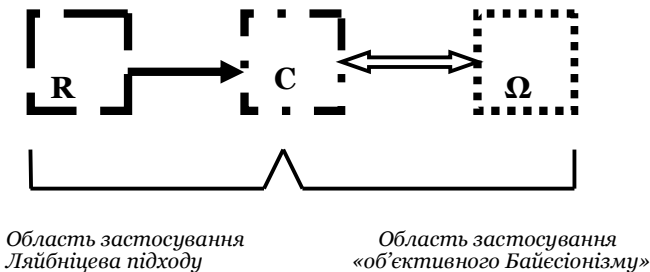 R C Ω
Область застосування Область застосування
Ляйбніцева підходу «об’єктивного Байєсіонізму»